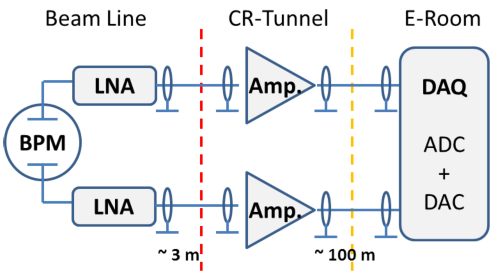 Beam Line CR-Tunnel E-Room
LNA Amp. DAQ
BPM ADC
+
LNA Amp. DAC
~ 3 m ~ 100 m